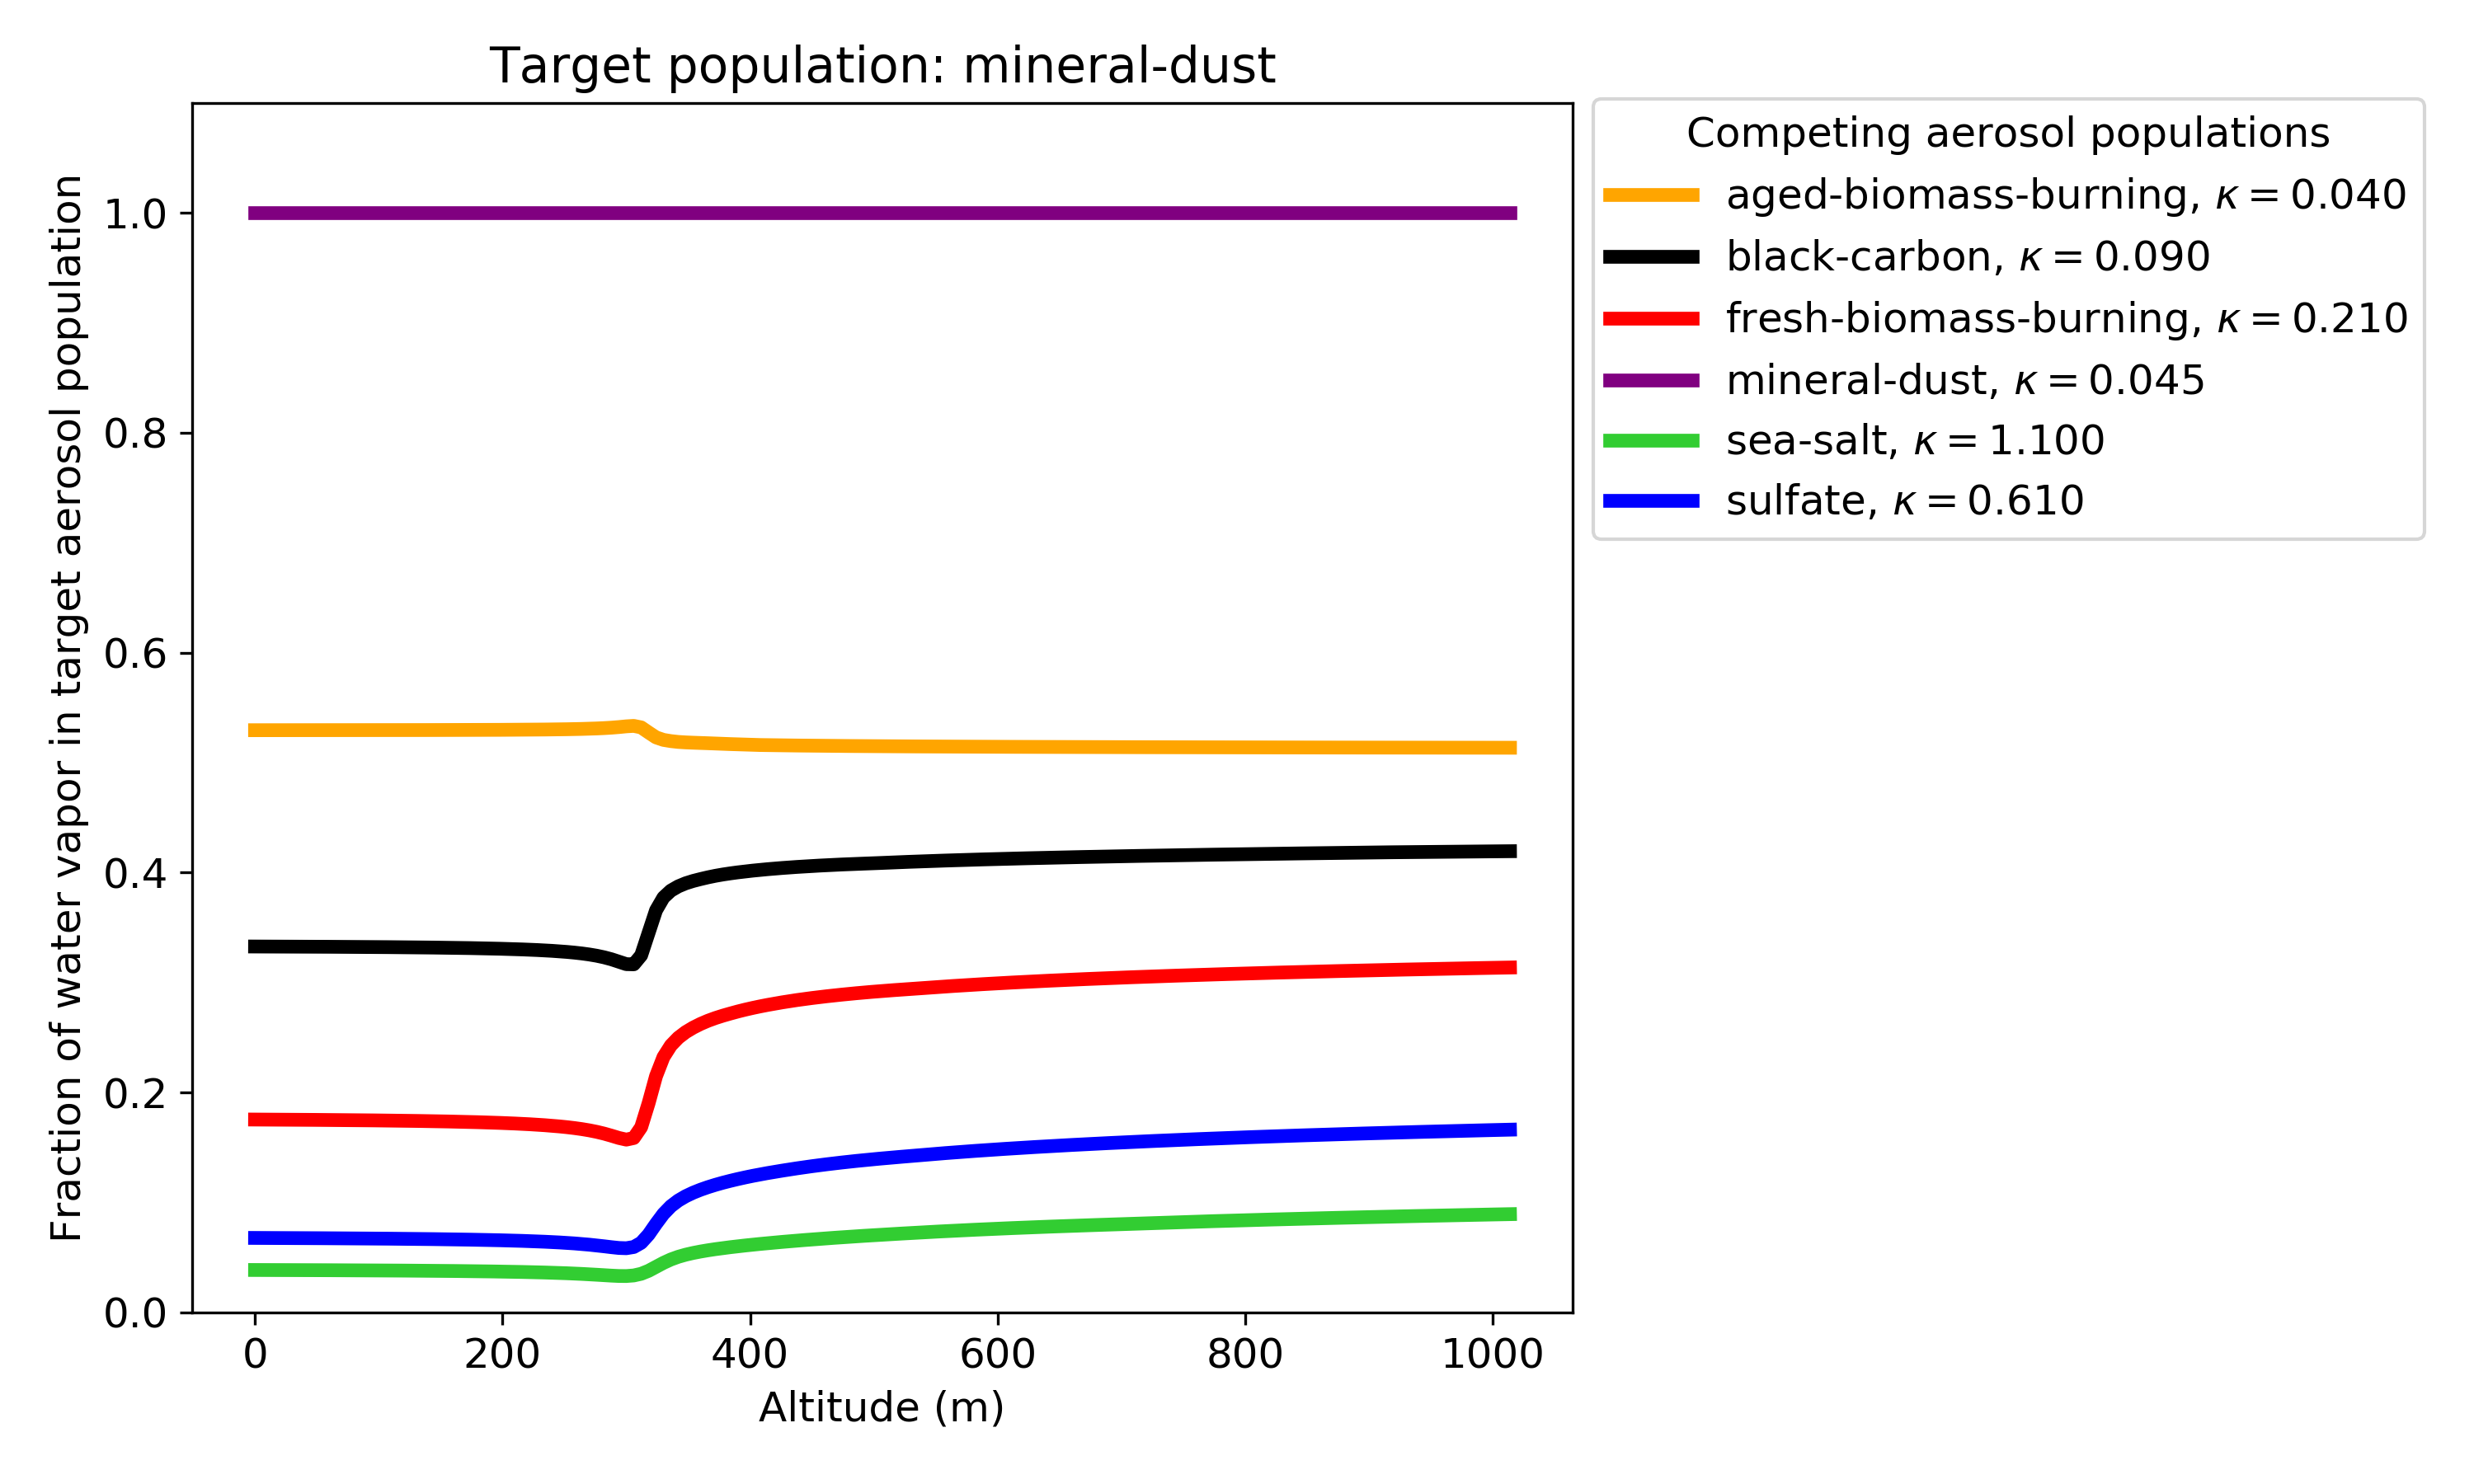 Target population: mineral-dust
Fraction of water vapor in target aerosol population
1.0
0.8
0.6
0.4
0.2
0.0
0 200 400 600 800 1000
Altitude (m)
Competing aerosol populations
aged-biomass-burning, κ = 0.040
black-carbon, κ = 0.090
fresh-biomass-burning, κ = 0.210
mineral-dust, κ = 0.045
sea-salt, κ = 1.100
sulfate, κ = 0.610